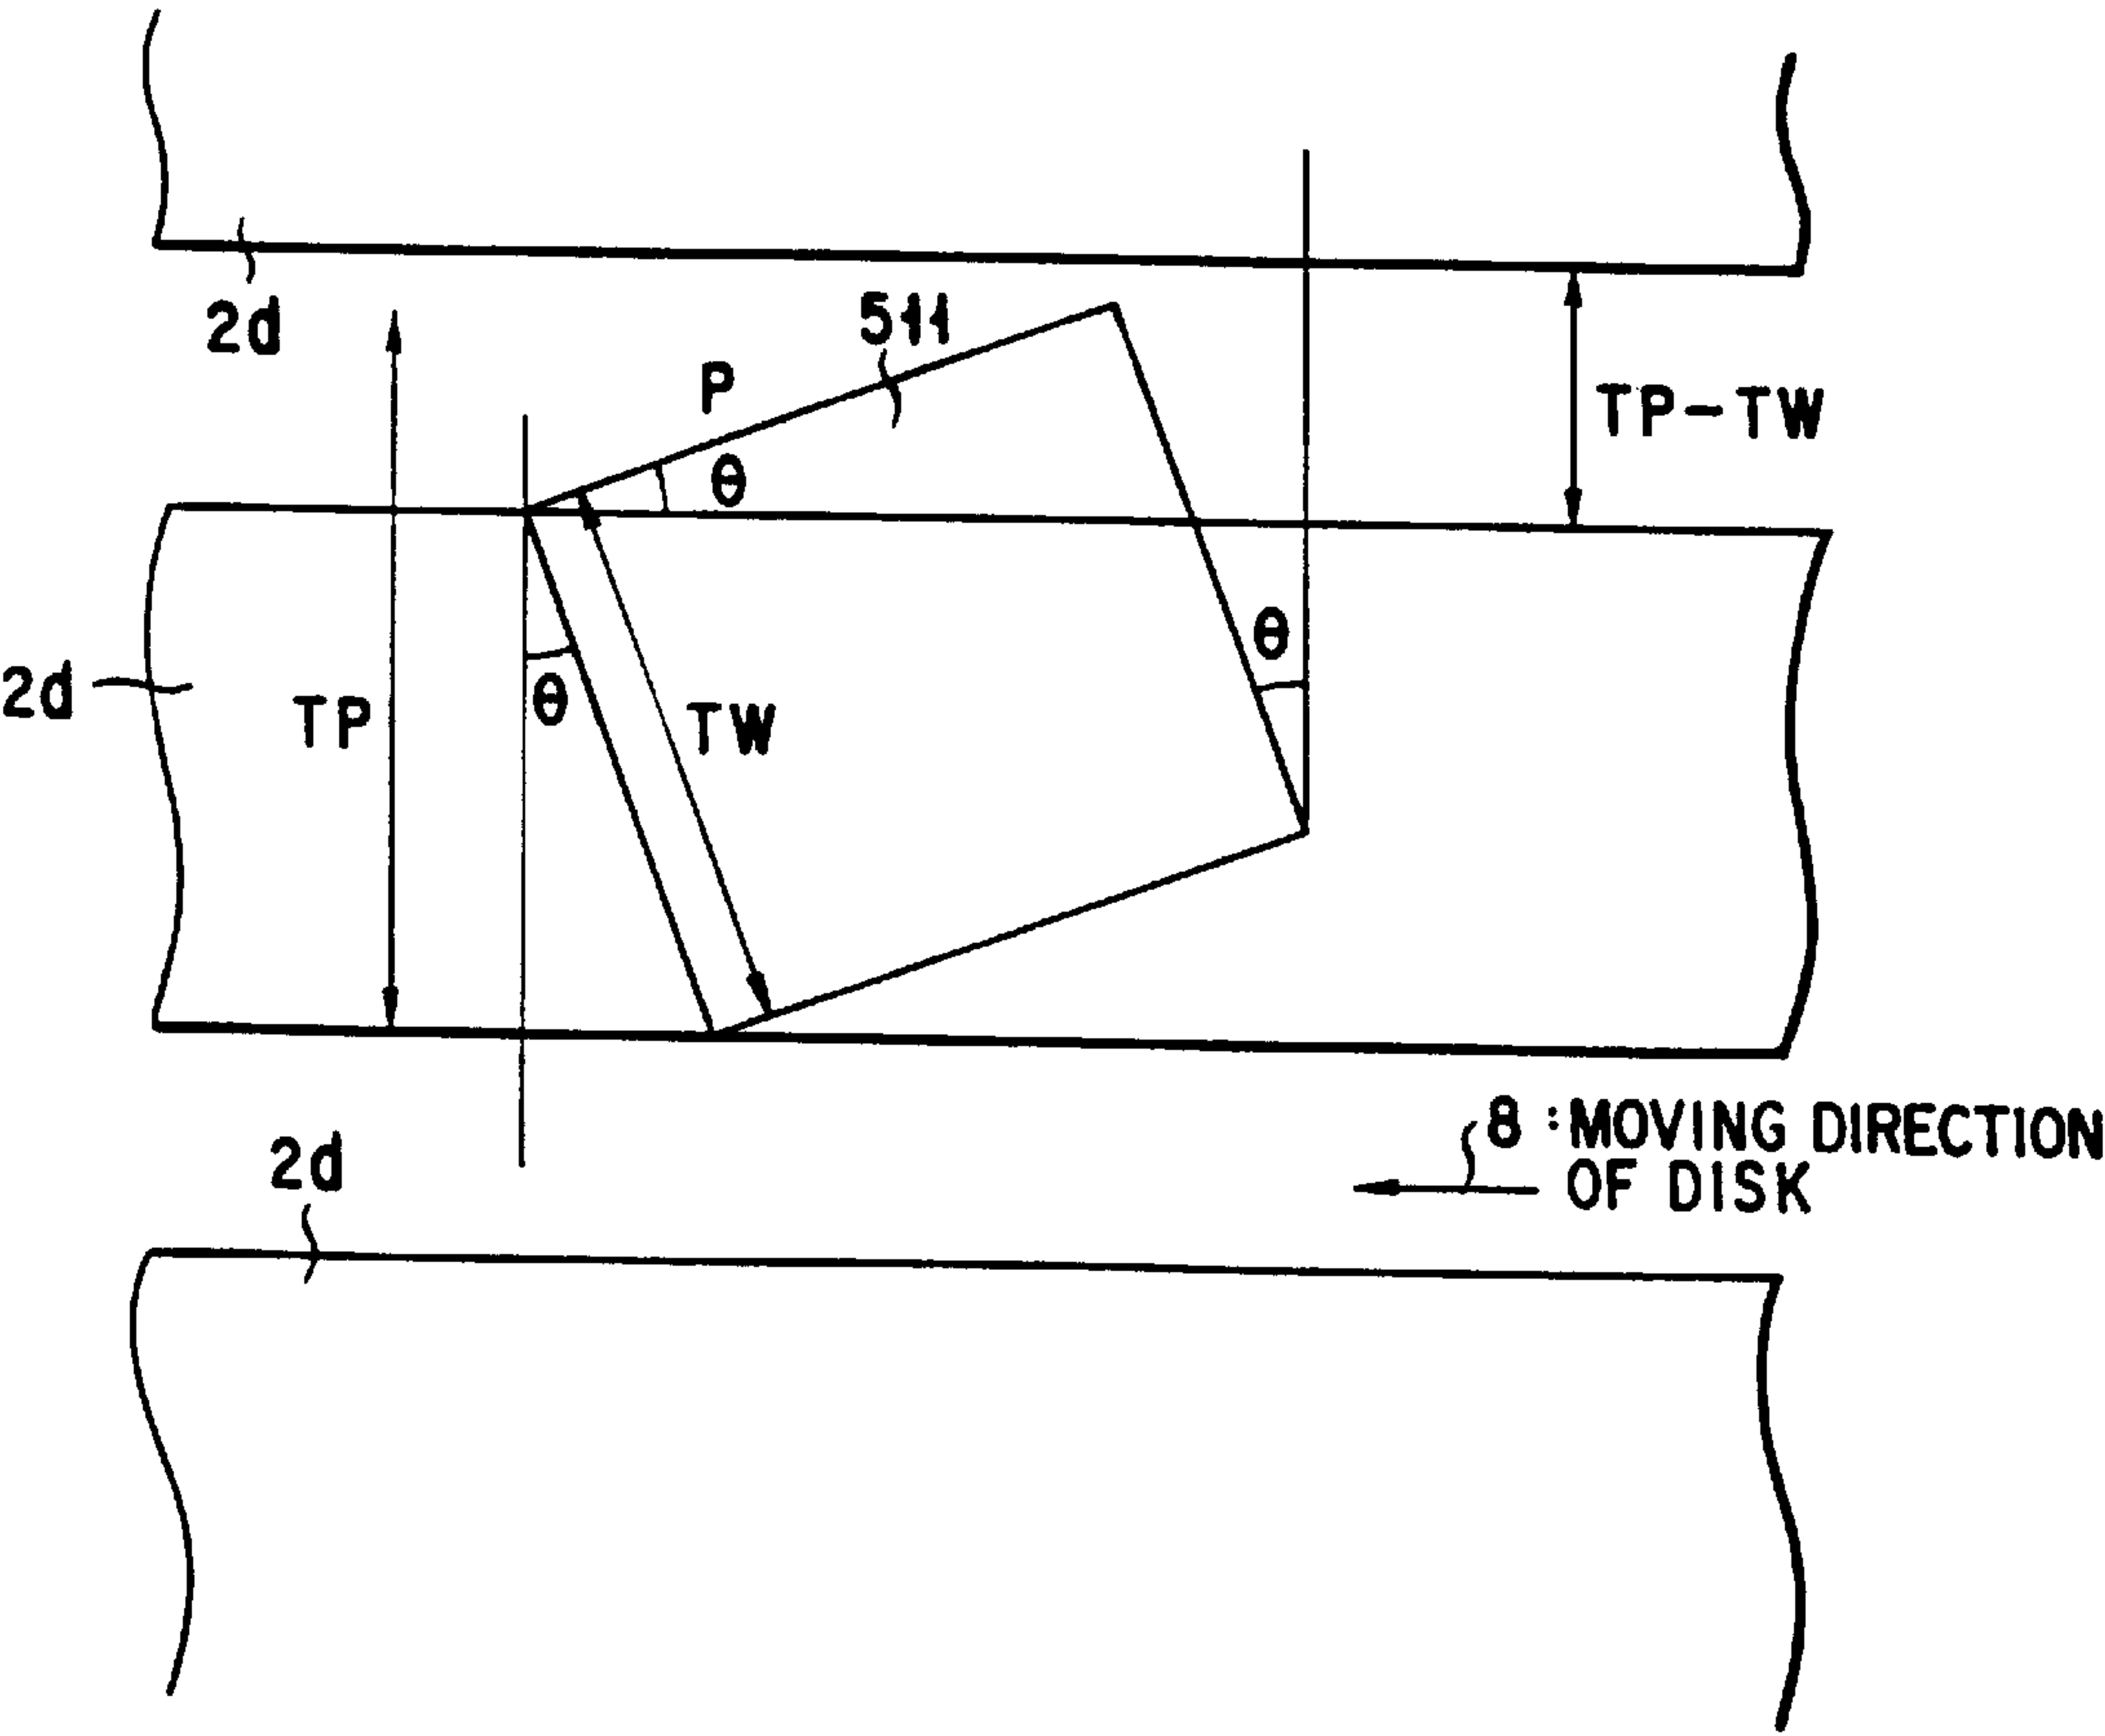 2d
511
P
TP-TW
θ
θ
2d
TP
θ
TW
8 : MOVING DIRECTION
OF DISK
2d